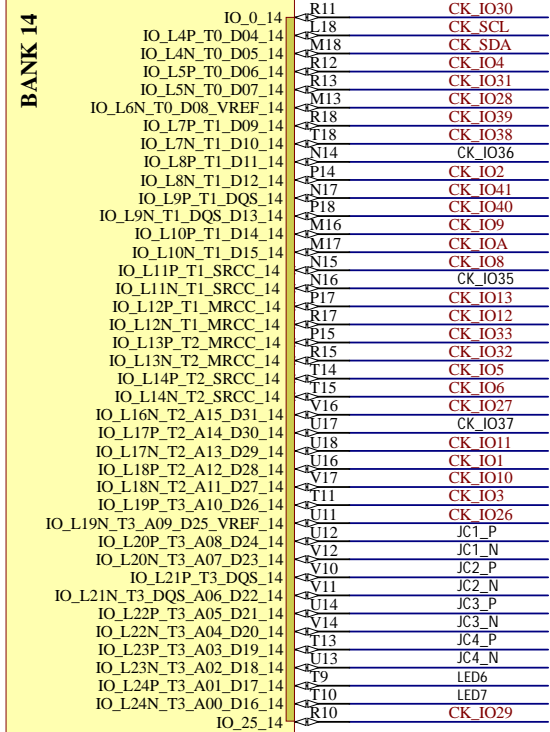 BANK 14
IO_0_14 R11 CK_IO30
IO_L4P_T0_D04_14 L18 CK_SCL
IO_L4N_T0_D05_14 M18 CK_SDA
IO_L5P_T0_D06_14 R12 CK_IO4
IO_L5N_T0_D07_14 R13 CK_IO31
IO_L6N_T0_D08_VREF_14 M13 CK_IO28
IO_L7P_T1_D09_14 R18 CK_IO39
IO_L7N_T1_D10_14 T18 CK_IO38
IO_L8P_T1_D11_14 N14 CK_IO36
IO_L8N_T1_D12_14 P14 CK_IO2
IO_L9P_T1_DQS_14 N17 CK_IO41
IO_L9N_T1_DQS_D13_14 P18 CK_IO40
IO_L10P_T1_D14_14 M16 CK_IO9
IO_L10N_T1_D15_14 M17 CK_IOA
IO_L11P_T1_SRCC_14 N15 CK_IO8
IO_L11N_T1_SRCC_14 N16 CK_IO35
IO_L12P_T1_MRCC_14 P17 CK_IO13
IO_L12N_T1_MRCC_14 R17 CK_IO12
IO_L13P_T2_MRCC_14 P15 CK_IO33
IO_L13N_T2_MRCC_14 R15 CK_IO32
IO_L14P_T2_SRCC_14 T14 CK_IO5
IO_L14N_T2_SRCC_14 T15 CK_IO6
IO_L16N_T2_A15_D31_14 V16 CK_IO27
IO_L17P_T2_A14_D30_14 U17 CK_IO37
IO_L17N_T2_A13_D29_14 U18 CK_IO11
IO_L18P_T2_A12_D28_14 U16 CK_IO1
IO_L18N_T2_A11_D27_14 V17 CK_IO10
IO_L19P_T3_A10_D26_14 T11 CK_IO3
IO_L19N_T3_A09_D25_VREF_14 U11 CK_IO26
IO_L20P_T3_A08_D24_14 U12 JC1_P
IO_L20N_T3_A07_D23_14 V12 JC1_N
IO_L21P_T3_DQS_14 V10 JC2_P
IO_L21N_T3_DQS_A06_D22_14 V11 JC2_N
IO_L22P_T3_A05_D21_14 U14 JC3_P
IO_L22N_T3_A04_D20_14 V14 JC3_N
IO_L23P_T3_A03_D19_14 T13 JC4_P
IO_L23N_T3_A02_D18_14 U13 JC4_N
IO_L24P_T3_A01_D17_14 T9 LED6
IO_L24N_T3_A00_D16_14 T10 LED7
IO_25_14 R10 CK_IO29